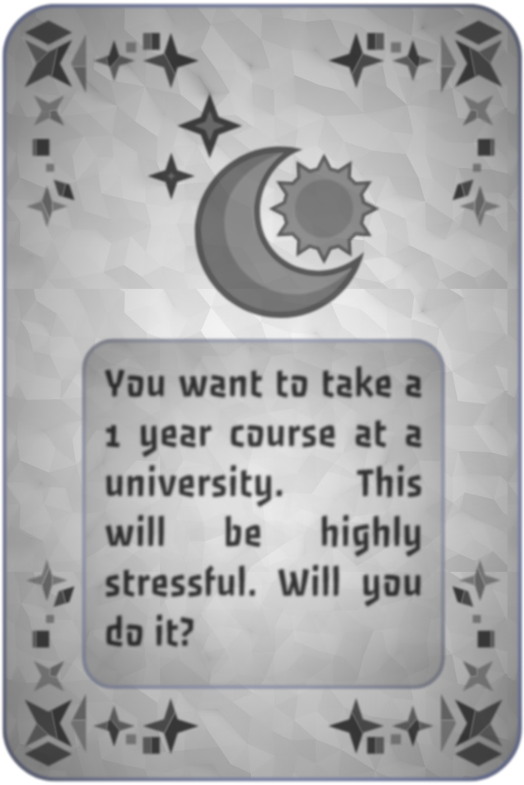 You want to take a
1 year course at a
university. This
will be highly
stressful. Will you
do it?